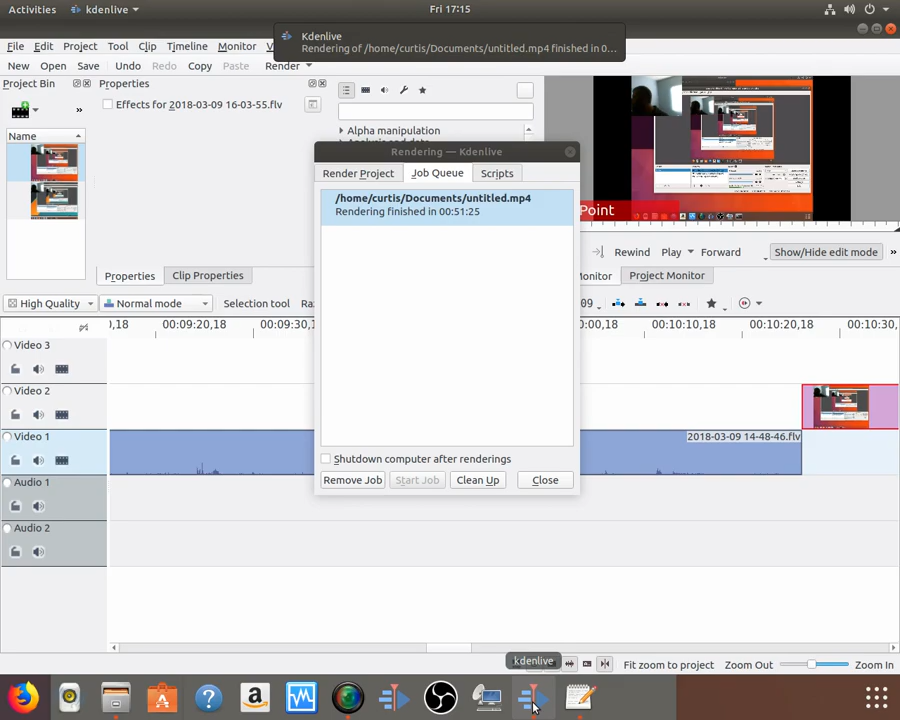 Activities
kdenlive
Fri 17:15
Kdenlive
Rendering of /home/curtis/Documents/untitled.mp4 finished in 0...
File Edit Project Tool Clip Timeline Monitor
New Open Save Undo Redo Copy Paste Render
Project Bin
Properties
Effects for 2018-03-09 16-03-55.flv
»
Name
Alpha manipulation
Point
Rendering — Kdenlive
Render Project Job Queue Scripts
/home/curtis/Documents/untitled.mp4
Rendering finished in 00:51:25
Shutdown computer after renderings
Remove Job Start Job Clean Up Close
Rewind Play Forward Show/Hide edit mode »
Properties Clip Properties
Monitor Project Monitor
High Quality Normal mode Selection tool
,18 00:09:20,18 00:09:30, 00,18 00:10:10,18 00:10:20,18 00:10:30,
Video 3
Video 2
Video 1
2018-03-09 14-48-46.flv
Audio 1
Audio 2
kdenlive
Fit zoom to project Zoom Out Zoom In